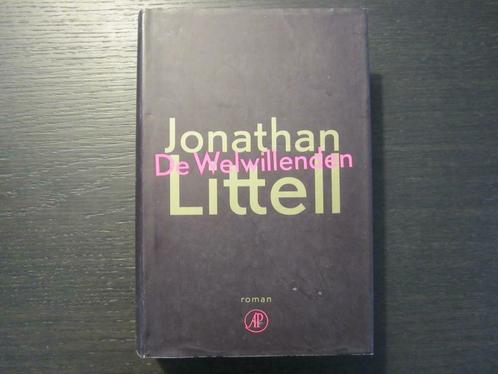 Jonathan
De Welwillenden
Littell
roman
AP